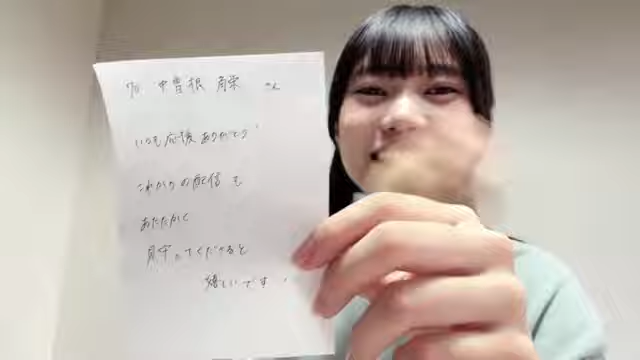 To 中曽根 角栄 さん
いつも応援ありがとう!
これからの配信も
あたたかく
見守ってくださると
嬉しいです。